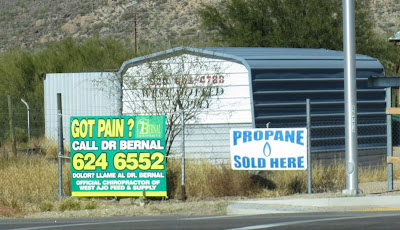 GOT PAIN ?
BERNAL
CALL DR BERNAL
624 6552
DOLOR? LLAME AL DR. BERNAL
OFFICIAL CHIROPRACTOR OF
WEST AJO FEED & SUPPLY
PROPANE
SOLD HERE